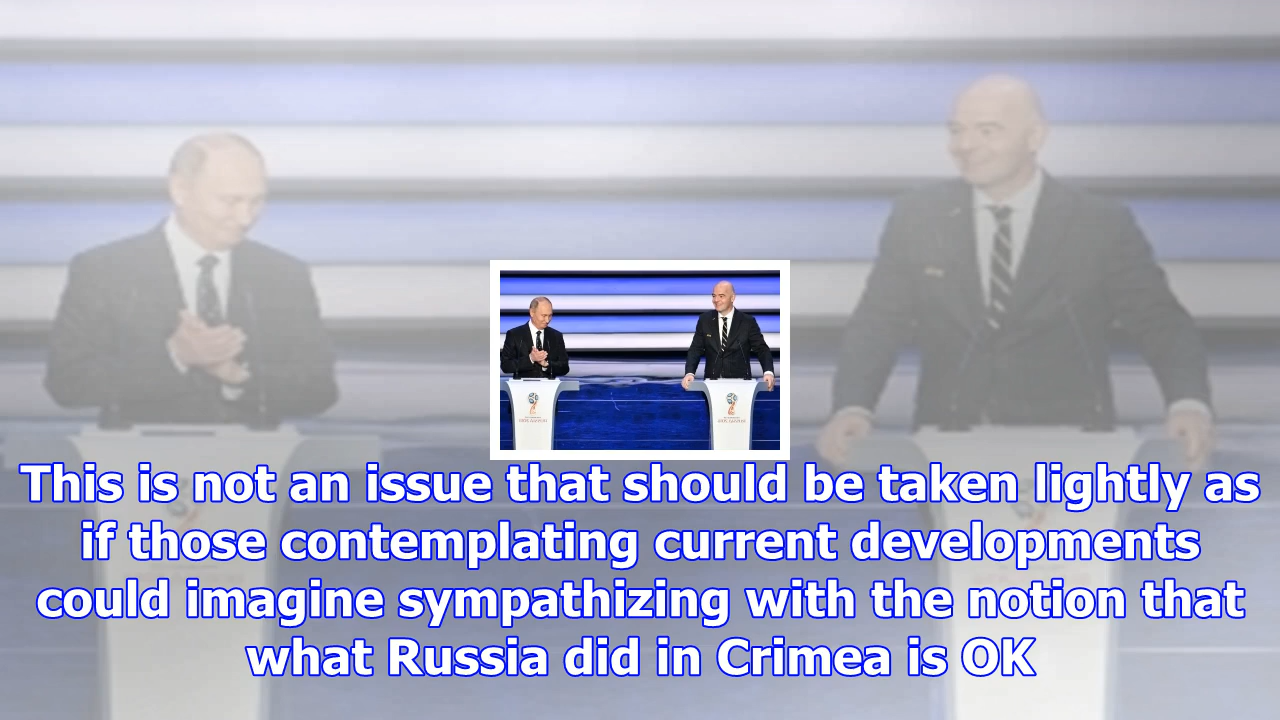 This is not an issue that should be taken lightly as
if those contemplating current developments
could imagine sympathizing with the notion that
what Russia did in Crimea is OK